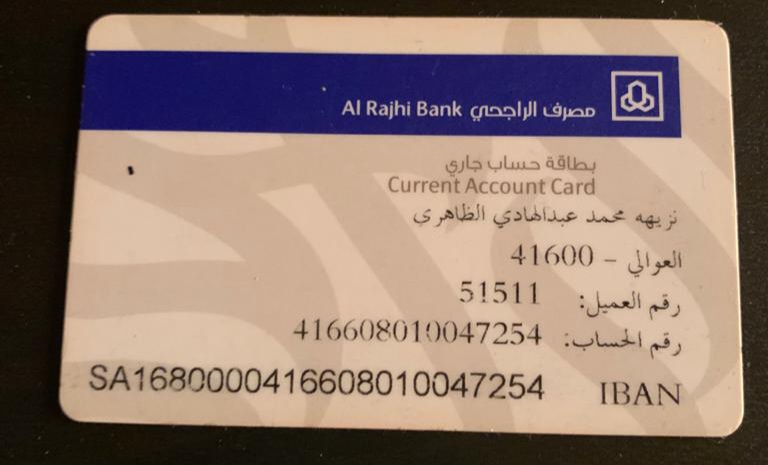 Al Rajhi Bank مصرف الراجحي
بطاقة حساب جاري
Current Account Card
نزيهه محمد عبدالهادي الظاهري
العوالي - 41600
رقم العميل: 51511
رقم الحساب: 416608010047254
IBAN SA1680000416608010047254